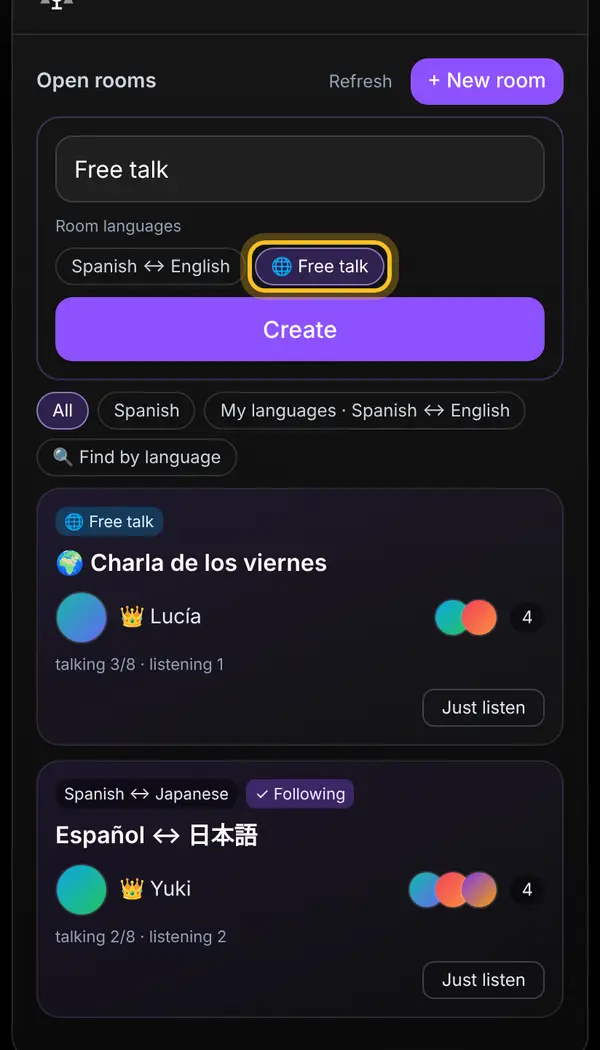 Open rooms
Refresh
+ New room
Free talk
Room languages
Spanish ↔ English
🌐 Free talk
Create
All
Spanish
My languages · Spanish ↔ English
🔍 Find by language
🌐 Free talk
🌍 Charla de los viernes
👑 Lucía
4
talking 3/8 · listening 1
Just listen
Spanish ↔ Japanese
✓ Following
Español ↔ 日本語
👑 Yuki
4
talking 2/8 · listening 2
Just listen